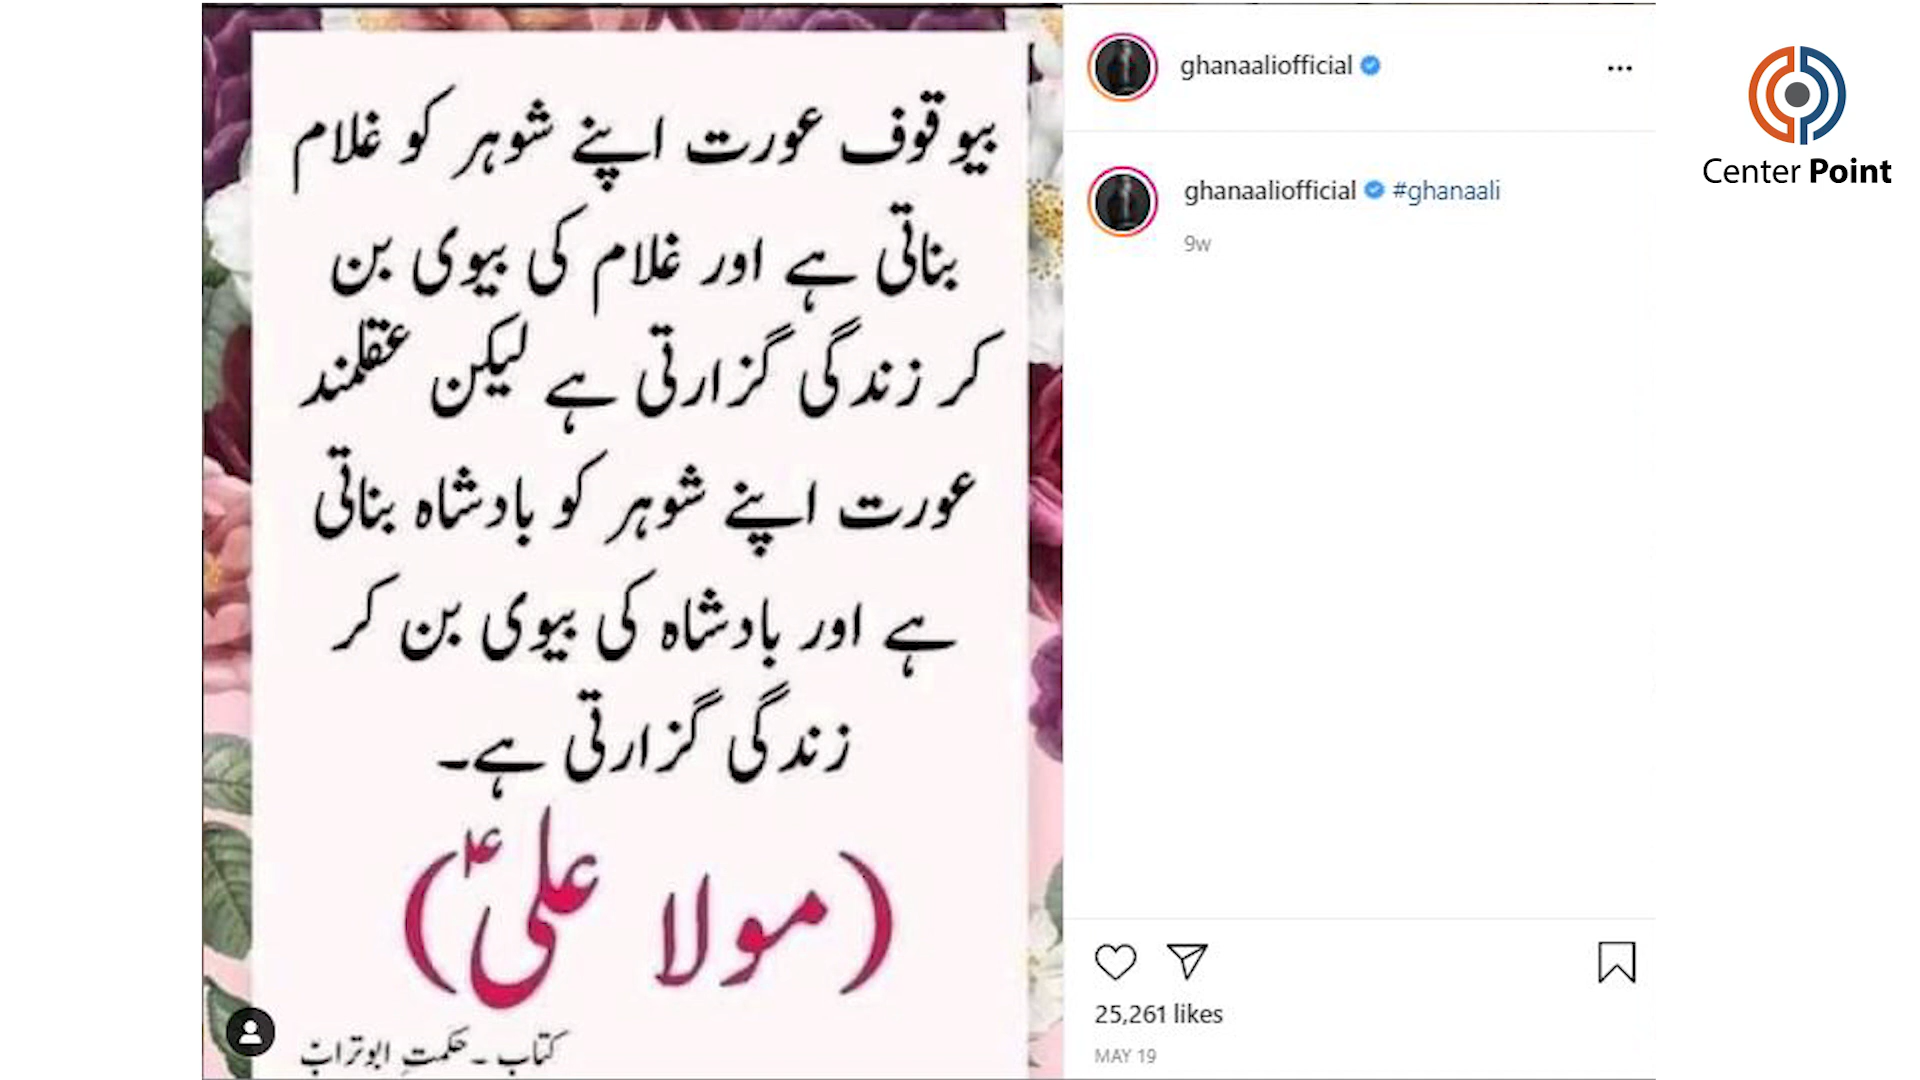 بیوقوف عورت اپنے شوہر کو غلام
بناتی ہے اور غلام کی بیوی بن
کر زندگی گزارتی ہے لیکن عقلمند
عورت اپنے شوہر کو بادشاہ بناتی
ہے اور بادشاہ کی بیوی بن کر
زندگی گزارتی ہے۔
(مولا علیؑ)
کتاب ۔ حکمتِ ابوترابؑ
ghanaaliofficial
ghanaaliofficial #ghanaali
9w
25,261 likes
MAY 19
Center Point